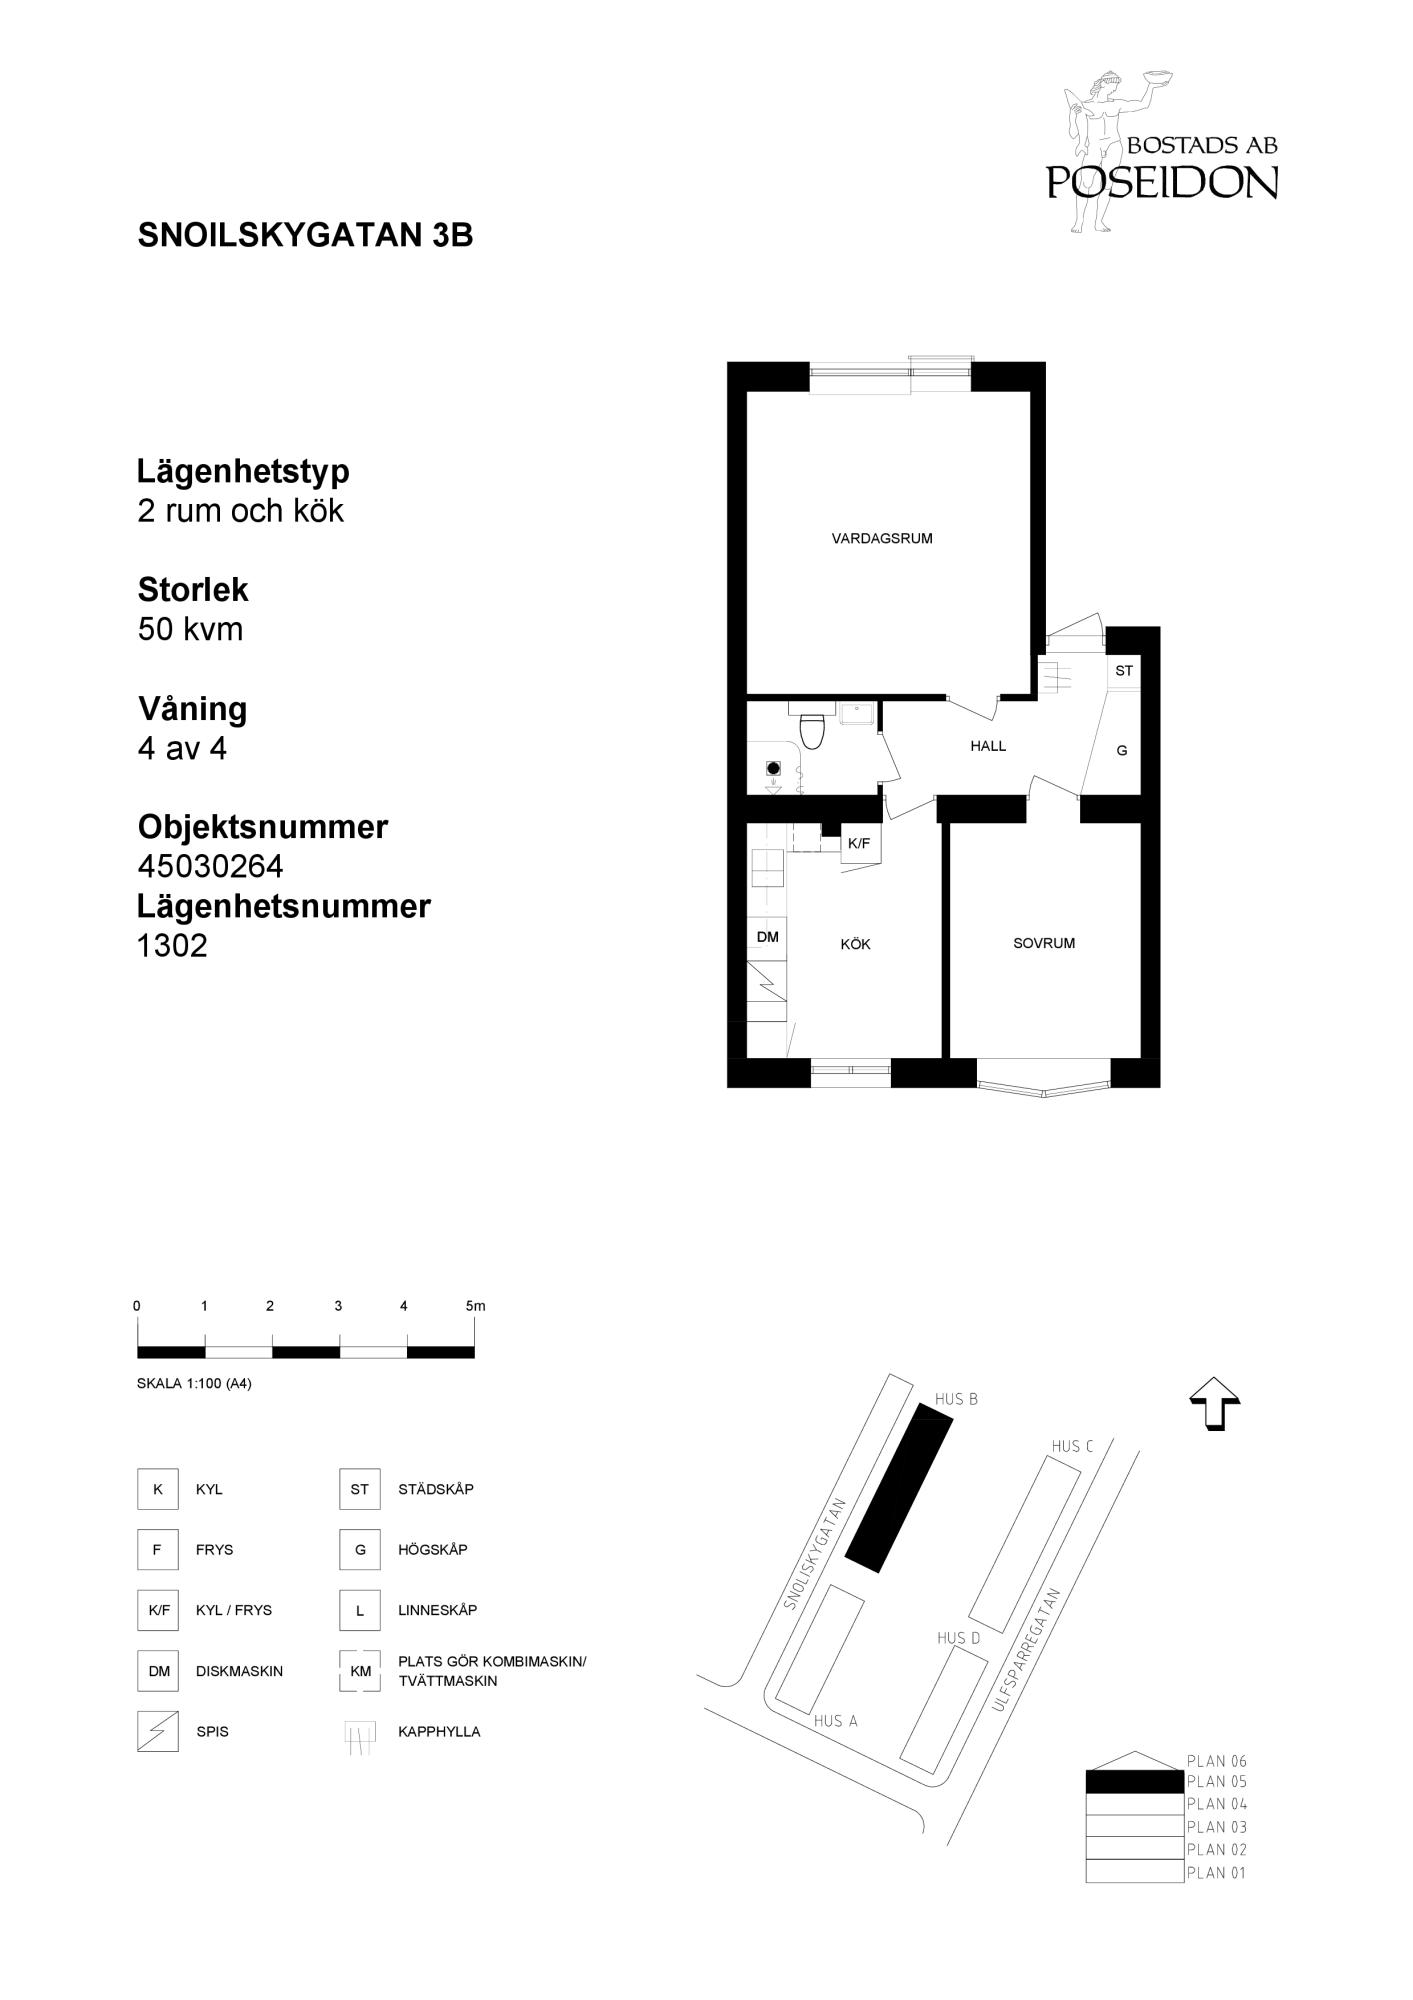 BOSTADS AB
POSEIDON
SNOILSKYGATAN 3B
Lägenhetstyp
2 rum och kök
Storlek
50 kvm
Våning
4 av 4
Objektsnummer
45030264
Lägenhetsnummer
1302
VARDAGSRUM
ST
HALL
G
K/F
DM
KÖK
SOVRUM
0 1 2 3 4 5m
SKALA 1:100 (A4)
K KYL
F FRYS
K/F KYL / FRYS
DM DISKMASKIN
SPIS
ST STÄDSKÅP
G HÖGSKÅP
L LINNESKÅP
KM PLATS GÖR KOMBIMASKIN/
TVÄTTMASKIN
KAPPHYLLA
HUS B
HUS C
SNOLISKYGATAN
HUS D
ULFSPARREGATAN
HUS A
PLAN 06
PLAN 05
PLAN 04
PLAN 03
PLAN 02
PLAN 01